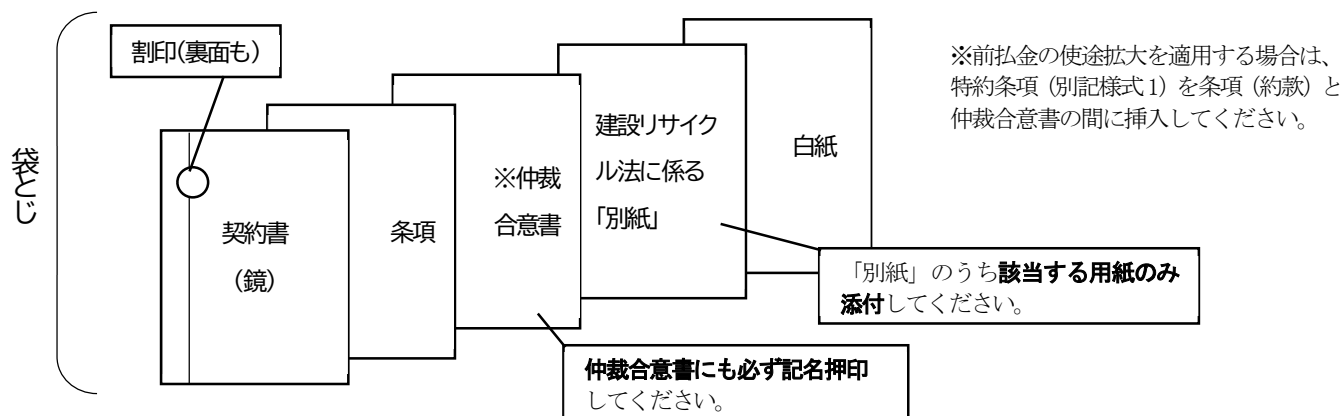 袋とじ
割印(裏面も)
契約書
(鏡)
条項
※仲裁
合意書
建設リサイク
ル法に係る
「別紙」
白紙
※前払金の使途拡大を適用する場合は、
特約条項（別記様式1）を条項（約款）と
仲裁合意書の間に挿入してください。
「別紙」のうち該当する用紙のみ
添付してください。
仲裁合意書にも必ず記名押印
してください。